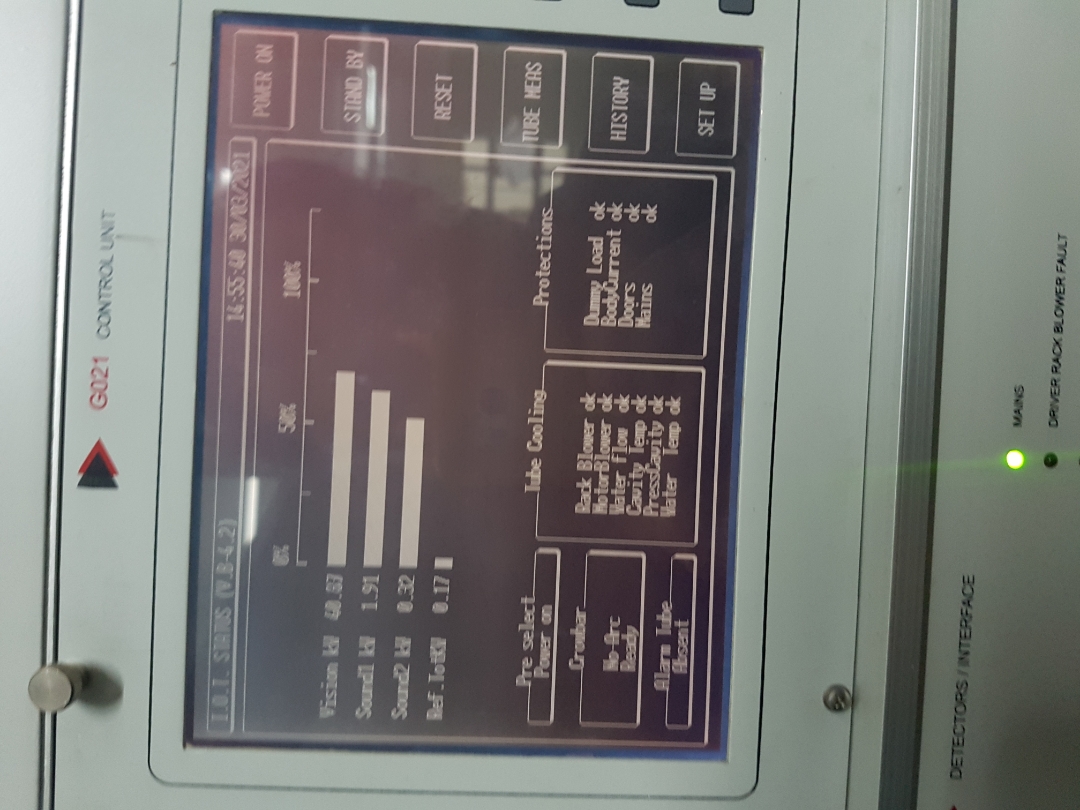 G021 CONTROL UNIT
I.O.T. STATUS (V.B-4.2) 14:55:40 30/03/2021
0% 50% 100%
Vision kW 40.87
Sound1 kW 1.91
Sound2 kW 0.32
Ref.TotKW 0.17
POWER ON
STAND BY
RESET
TUBE MEAS
HISTORY
SET UP
Pre select
Power on
Crowbar
No-Arc
Ready
Alarm Tube
Absent
Tube Cooling
Rack Blower ok
MotorBlower ok
Water flow ok
Cavity Temp ok
PressCavity ok
Water Temp ok
Protections
Dummy Load ok
BodyCurrent ok
Doors ok
Mains ok
DETECTORS / INTERFACE
MAINS
DRIVER RACK BLOWER FAULT